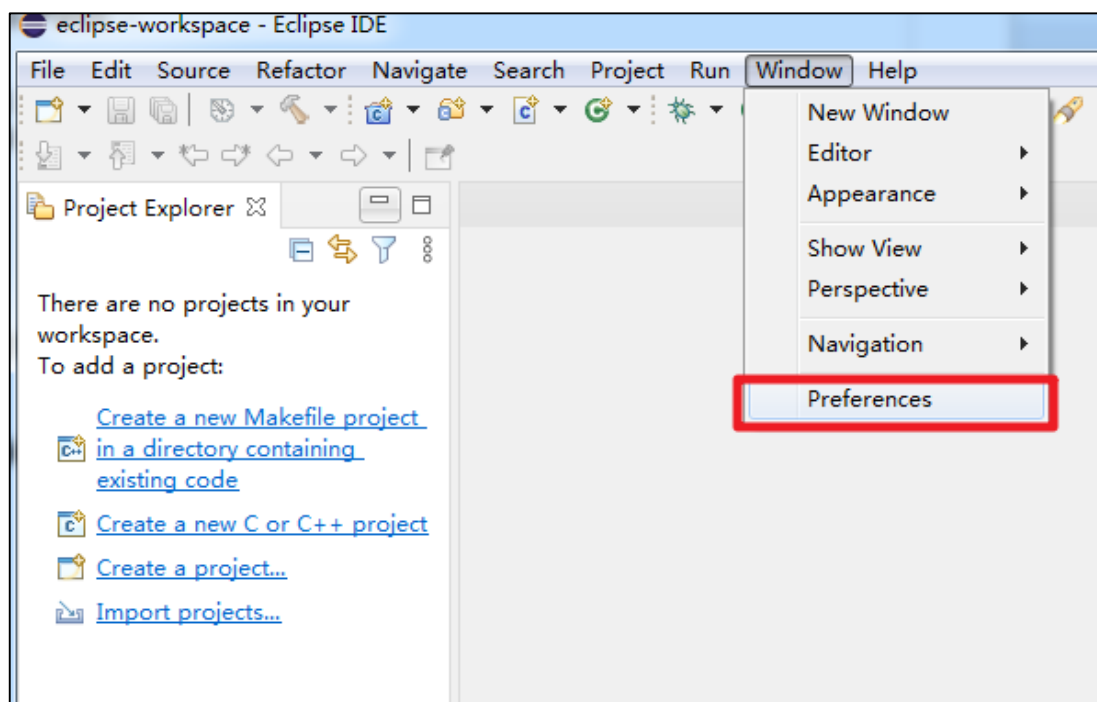 eclipse-workspace - Eclipse IDE
File Edit Source Refactor Navigate Search Project Run Window Help
New Window
Editor
Appearance
Show View
Perspective
Navigation
Preferences
Project Explorer
There are no projects in your
workspace.
To add a project:
Create a new Makefile project
in a directory containing
existing code
Create a new C or C++ project
Create a project...
Import projects...